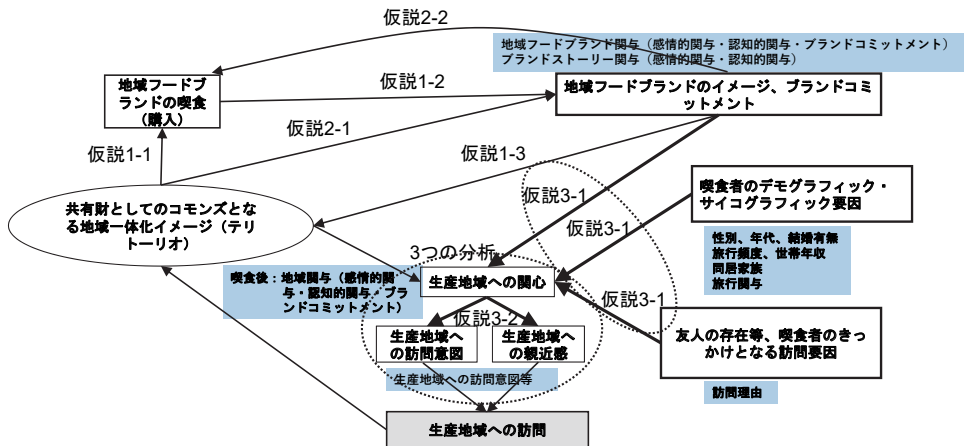 仮説2-2
地域フードブランド関与（感情的関与・認知的関与・ブランドコミットメント）
ブランドストーリー関与（感情的関与・認知的関与）
地域フードブ
ランドの喫食
（購入）
仮説1-2
地域フードブランドのイメージ、ブランドコミ
ットメント
仮説2-1
仮説1-1
仮説1-3
仮説3-1
喫食者のデモグラフィック・
サイコグラフィック要因
共有財としてのコモンズとな
る地域一体化イメージ（テリ
トーリオ）
仮説3-1
性別、年代、結婚有無
旅行頻度、世帯年収
同居家族
旅行関与
3つの分析
喫食後：地域関与（感情的関
与・認知的関与・ブラ
ンドコミットメント）
生産地域への関心
仮説3-1
仮説3-2
生産地域へ
の訪問意図
生産地域へ
の親近感
友人の存在等、喫食者のきっ
かけとなる訪問要因
生産地域への訪問意図等
訪問理由
生産地域への訪問